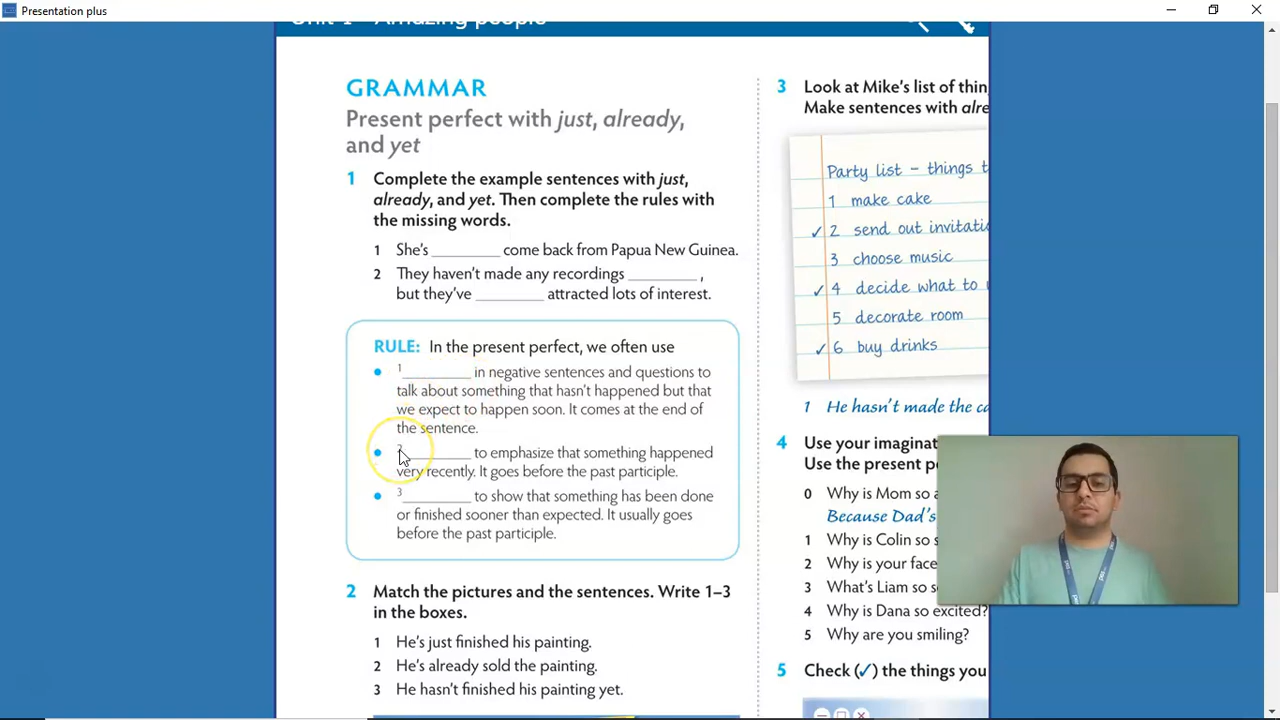 Presentation plus
Unit 1 Amazing people
GRAMMAR
Present perfect with just, already,
and yet
1 Complete the example sentences with just,
already, and yet. Then complete the rules with
the missing words.
1 She's ________ come back from Papua New Guinea.
2 They haven't made any recordings ________ ,
but they've ________ attracted lots of interest.
RULE: In the present perfect, we often use
• 1________ in negative sentences and questions to
talk about something that hasn't happened but that
we expect to happen soon. It comes at the end of
the sentence.
• 2________ to emphasize that something happened
very recently. It goes before the past participle.
• 3________ to show that something has been done
or finished sooner than expected. It usually goes
before the past participle.
2 Match the pictures and the sentences. Write 1–3
in the boxes.
1 He's just finished his painting.
2 He's already sold the painting.
3 He hasn't finished his painting yet.
3 Look at Mike's list of thin
Make sentences with alre
Party list – things t
1 make cake
✓ 2 send out invitati
3 choose music
✓ 4 decide what to
5 decorate room
✓ 6 buy drinks
1 He hasn't made the ca
4 Use your imaginat
Use the present pe
0 Why is Mom so a
Because Dad's
1 Why is Colin so s
2 Why is your face
3 What's Liam so s
4 Why is Dana so excited?
5 Why are you smiling?
5 Check (✓) the things you